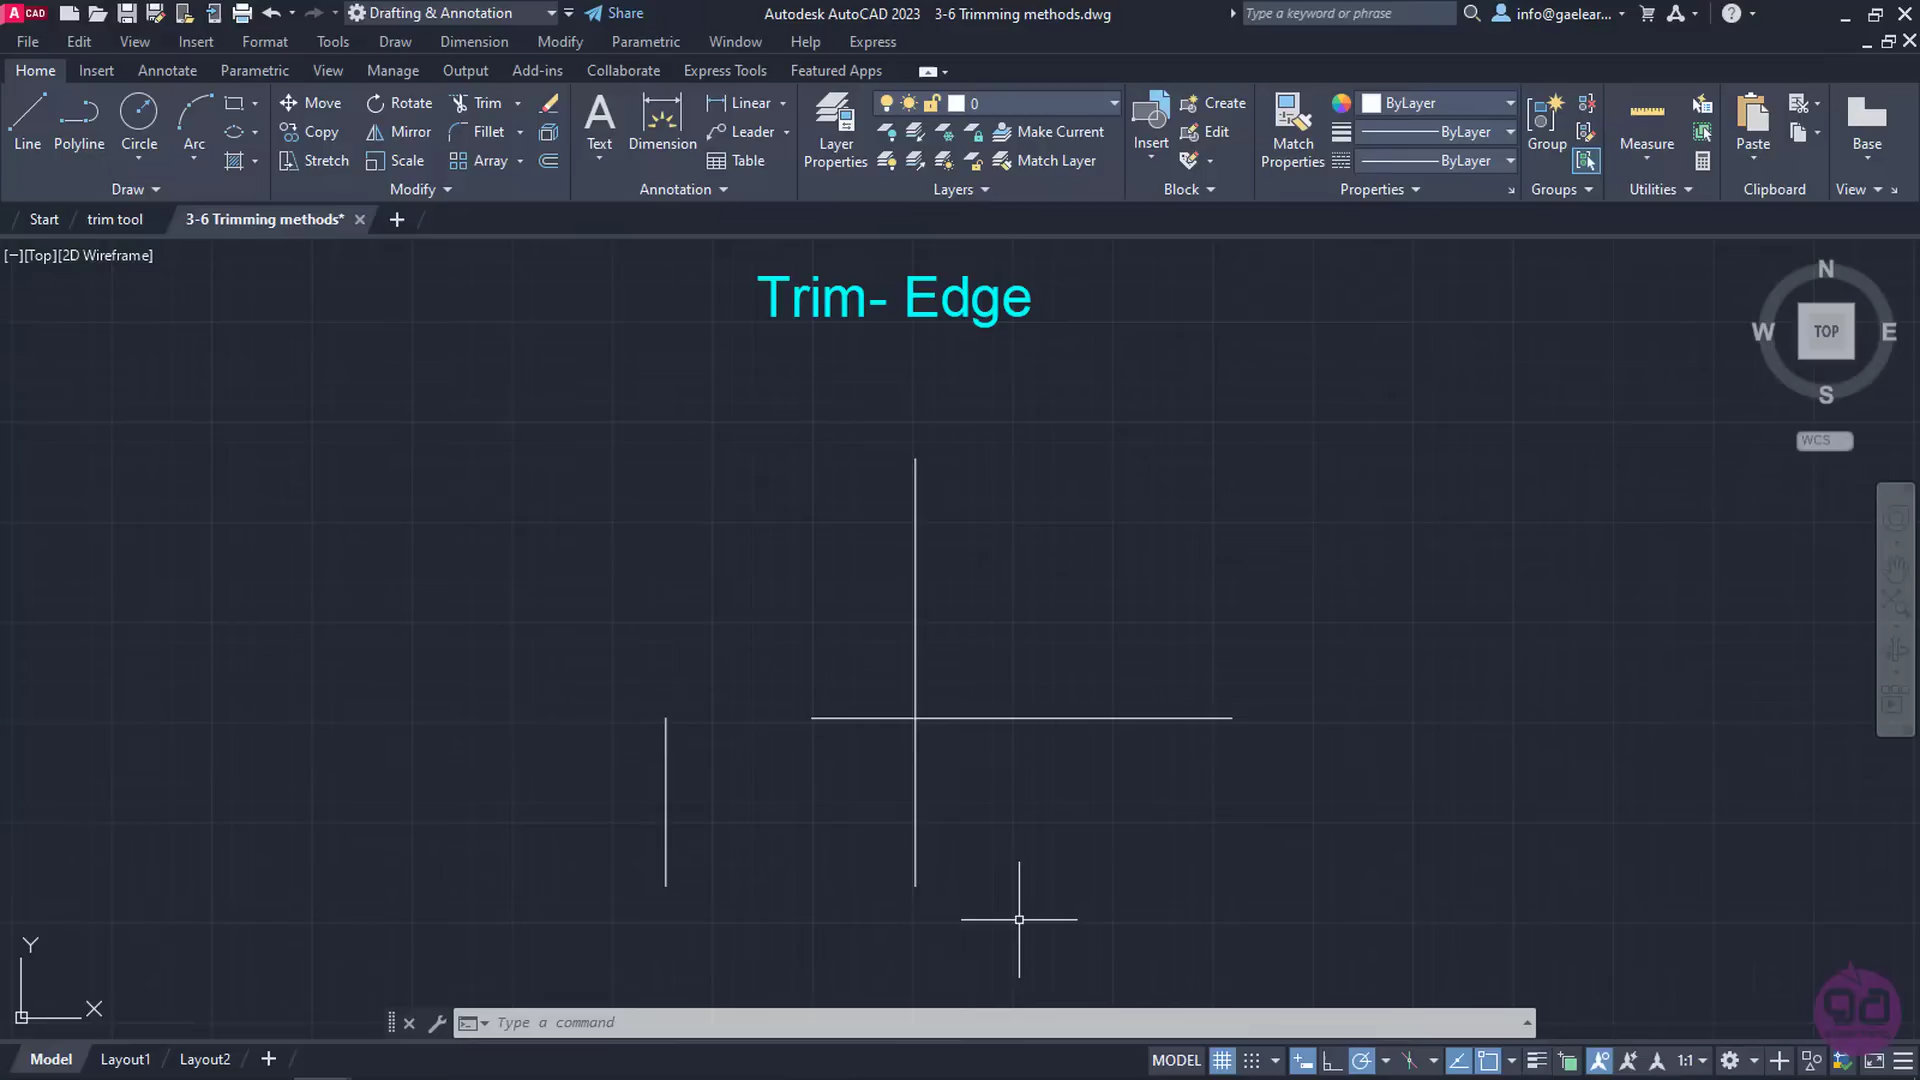 A CAD Drafting & Annotation Share Autodesk AutoCAD 2023 3-6 Trimming methods.dwg Type a keyword or phrase info@gaelear... ?
File Edit View Insert Format Tools Draw Dimension Modify Parametric Window Help Express
Home Insert Annotate Parametric View Manage Output Add-ins Collaborate Express Tools Featured Apps
Move Rotate Trim Linear 0 Create ByLayer
Line Polyline Circle Arc Copy Mirror Fillet Text Dimension Leader Layer Properties Make Current Insert Edit Match Properties ByLayer Group Measure Paste Base
Stretch Scale Array Table Match Layer ByLayer
Draw Modify Annotation Layers Block Properties Groups Utilities Clipboard View
Start trim tool 3-6 Trimming methods* +
[−][Top][2D Wireframe]
Trim- Edge
N
W TOP E
S
WCS
Y
X
Type a command
Model Layout1 Layout2 + MODEL 1:1